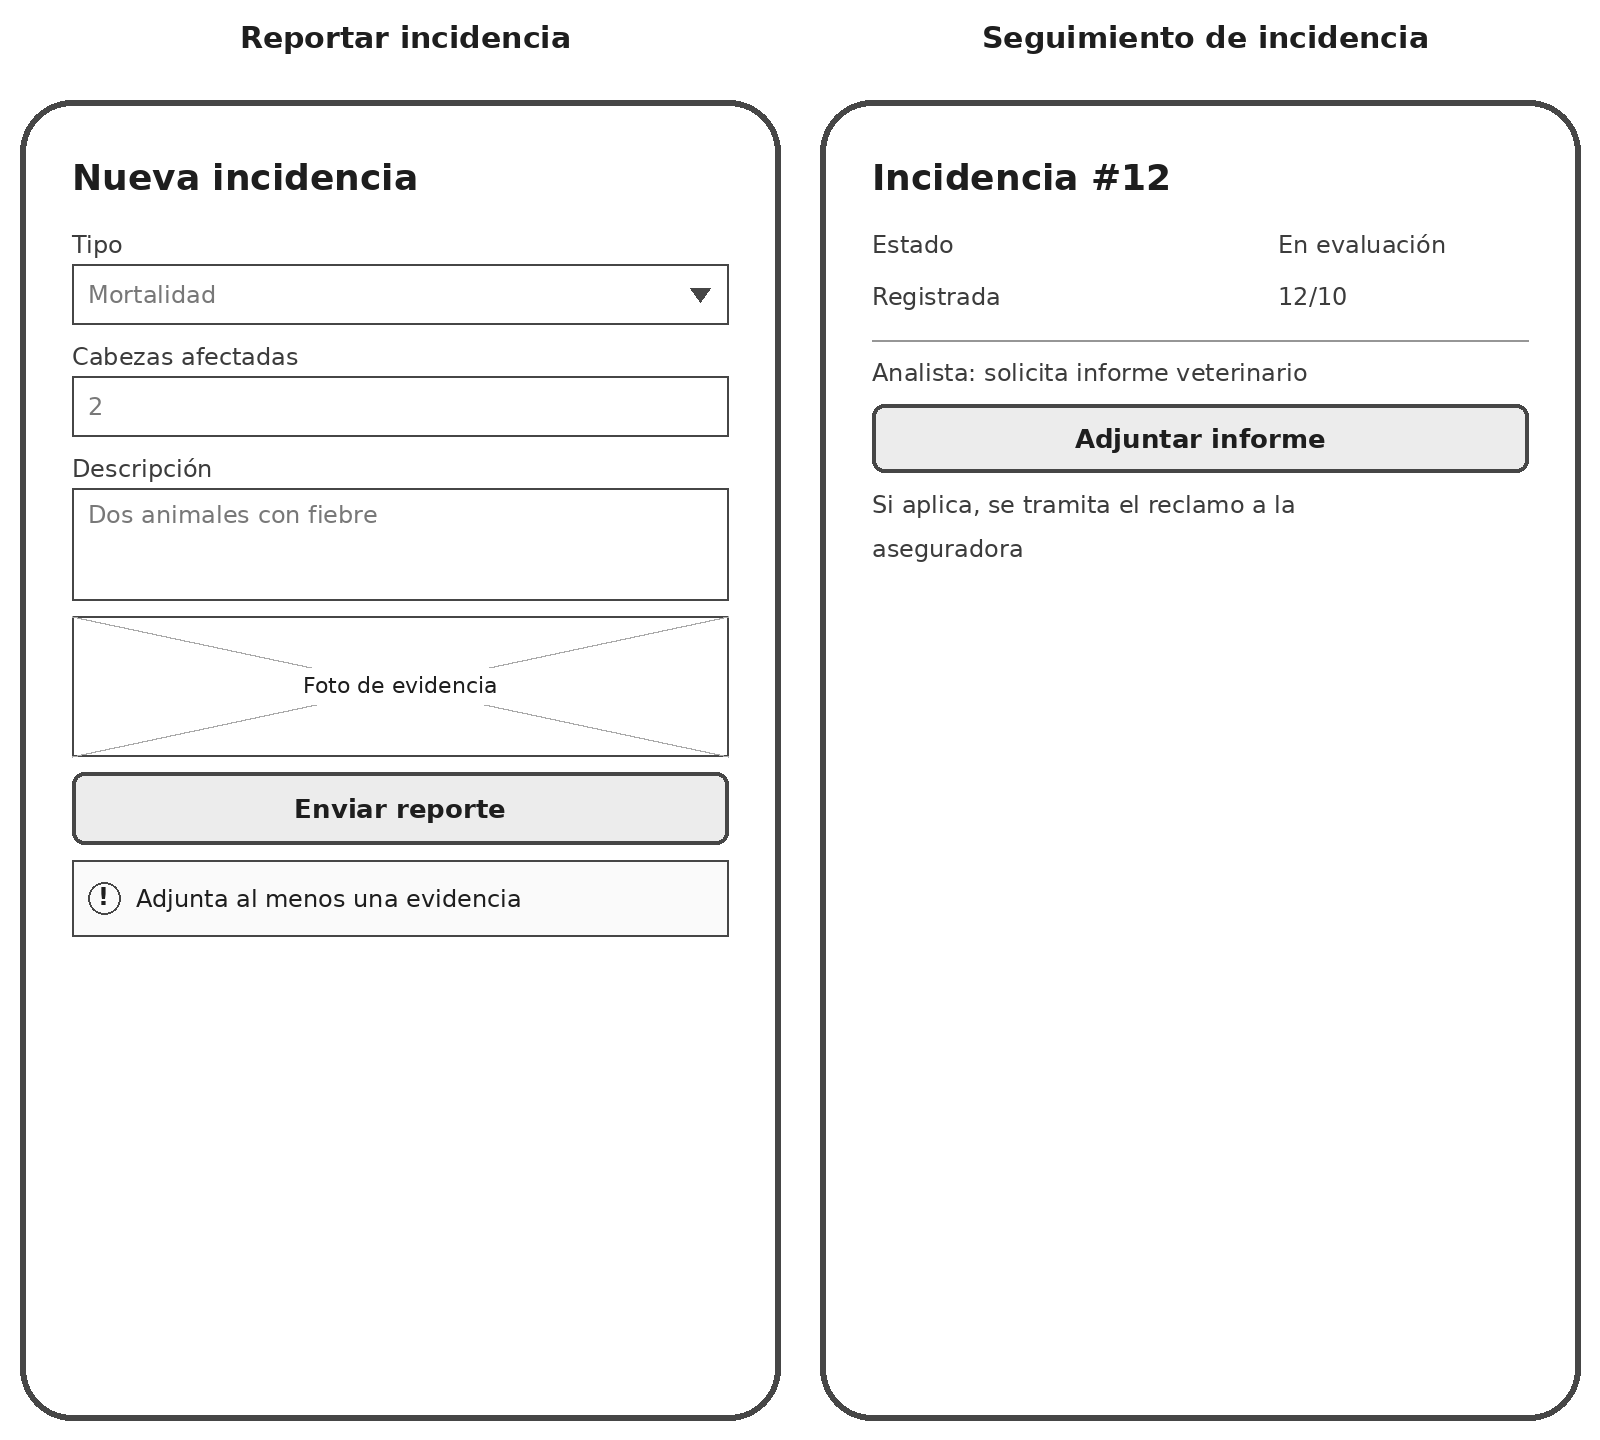 Reportar incidencia
Nueva incidencia
Tipo
Mortalidad
Cabezas afectadas
2
Descripción
Dos animales con fiebre
Foto de evidencia
Enviar reporte
! Adjunta al menos una evidencia
Seguimiento de incidencia
Incidencia #12
Estado En evaluación
Registrada 12/10
Analista: solicita informe veterinario
Adjuntar informe
Si aplica, se tramita el reclamo a la
aseguradora